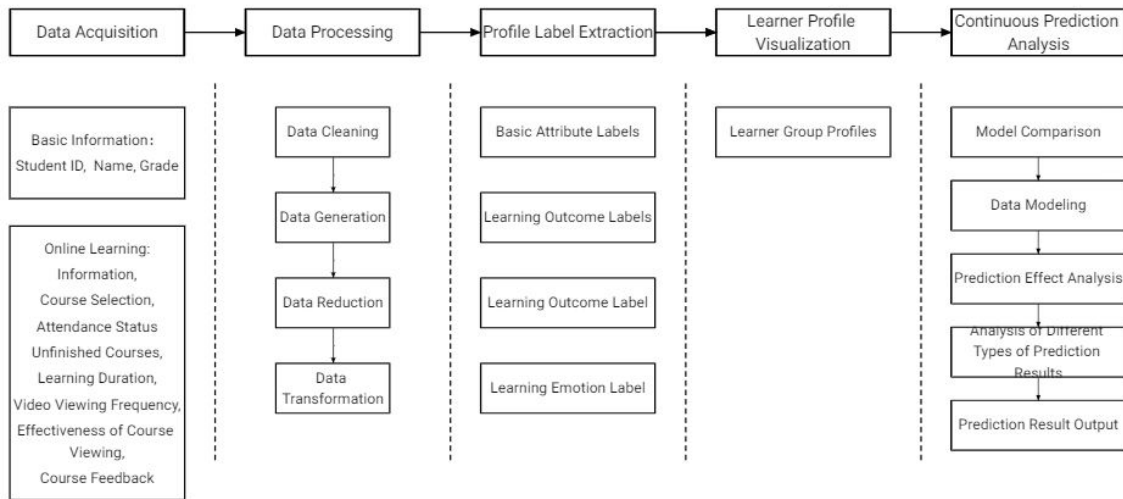 Data Acquisition
Data Processing
Profile Label Extraction
Learner Profile
Visualization
Continuous Prediction
Analysis
Basic Information:
Student ID, Name, Grade
Online Learning:
Information,
Course Selection,
Attendance Status
Unfinished Courses,
Learning Duration,
Video Viewing Frequency,
Effectiveness of Course
Viewing,
Course Feedback
Data Cleaning
Data Generation
Data Reduction
Data
Transformation
Basic Attribute Labels
Learning Outcome Labels
Learning Outcome Label
Learning Emotion Label
Learner Group Profiles
Model Comparison
Data Modeling
Prediction Effect Analysis
Analysis of Different
Types of Prediction
Results
Prediction Result Output